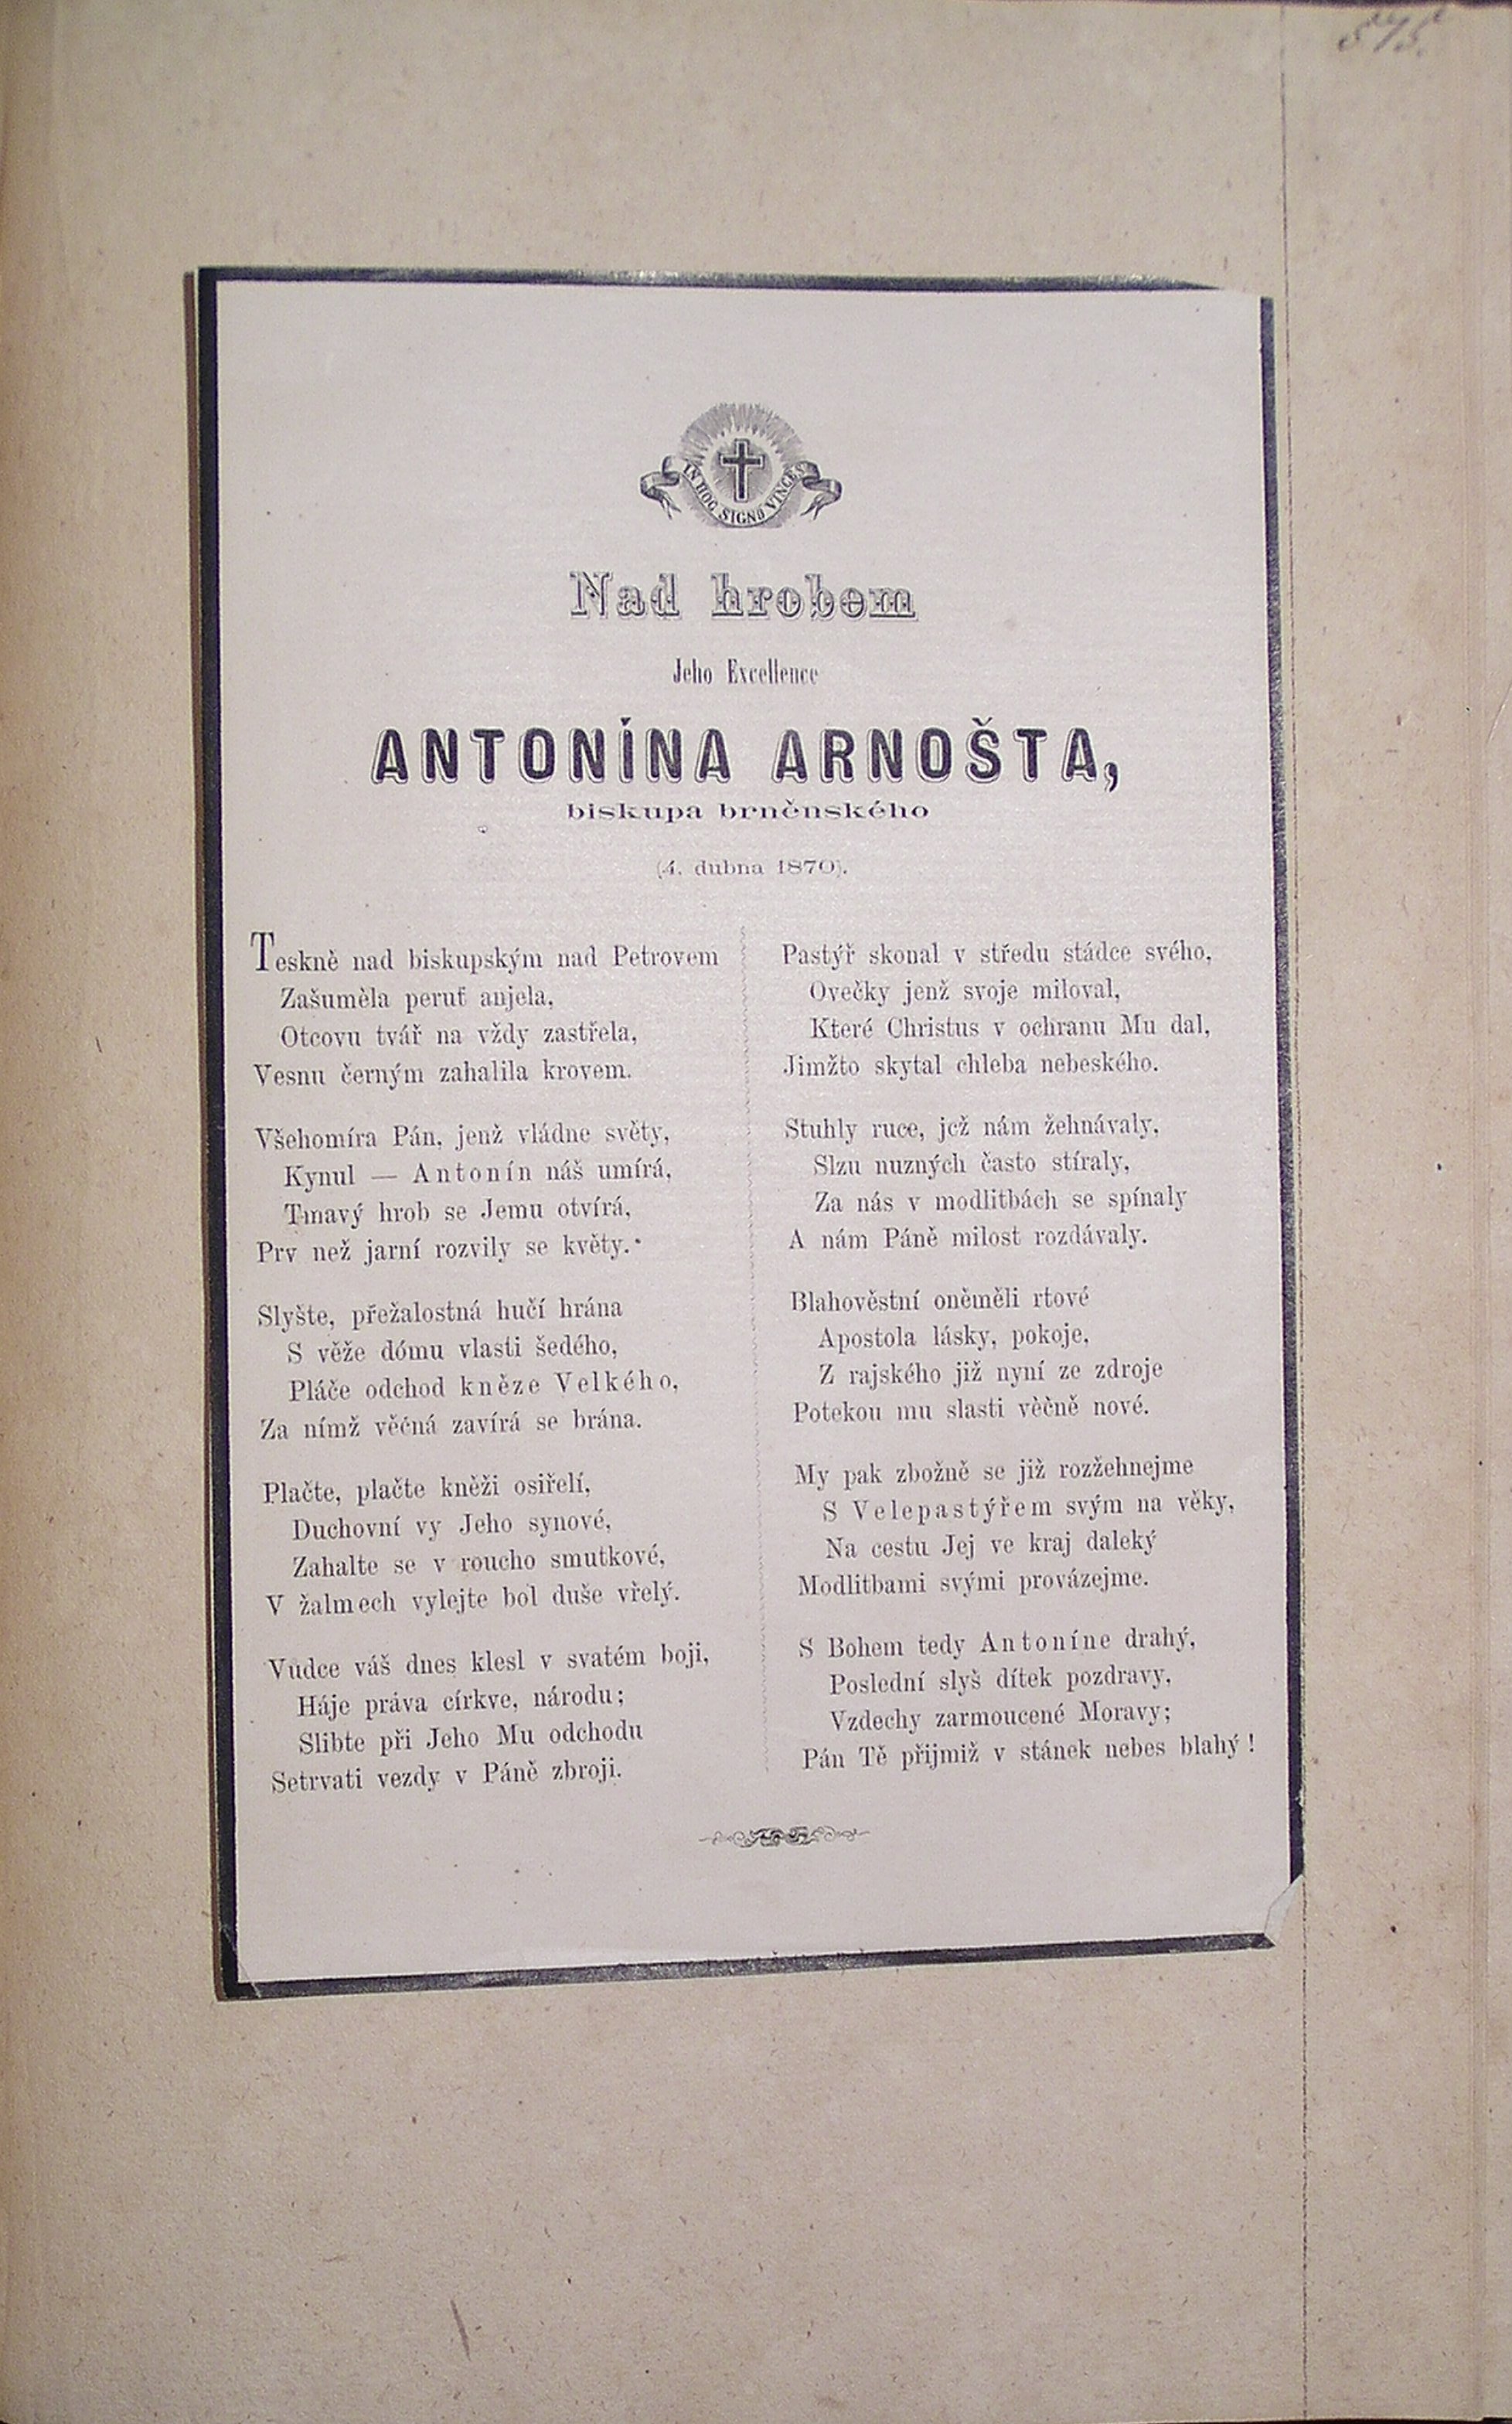 575.
IN HOC SIGNO VINCES
Nad hrobem
Jeho Excellence
ANTONÍNA ARNOŠTA,
biskupa brněnského
(4. dubna 1870).
Teskně nad biskupským nad Petrovem
Zašuměla peruť anjela,
Otcovu tvář na vždy zastřela,
Vesnu černým zahalila krovem.
Všehomíra Pán, jenž vládne světy,
Kynul — Antonín náš umírá,
Tmavý hrob se Jemu otvírá,
Prv než jarní rozvily se květy.
Slyšte, přežalostná hučí hrána
S věže dómu vlasti šedého,
Pláče odchod kněze Velkého,
Za nímž věčná zavírá se brána.
Plačte, plačte kněži osiřelí,
Duchovní vy Jeho synové,
Zahalte se v roucho smutkové,
V žalmech vylejte bol duše vřelý.
Vůdce váš dnes klesl v svatém boji,
Háje práva církve, národu;
Slibte při Jeho Mu odchodu
Setrvati vezdy v Páně zbroji.
Pastýř skonal v středu stádce svého,
Ovečky jenž svoje miloval,
Které Christus v ochranu Mu dal,
Jimžto skytal chleba nebeského.
Stuhly ruce, jež nám žehnávaly,
Slzu nuzných často stíraly,
Za nás v modlitbách se spínaly
A nám Páně milost rozdávaly.
Blahověstní oněměli rtové
Apostola lásky, pokoje,
Z rajského již nyní ze zdroje
Potekou mu slasti věčně nové.
My pak zbožně se již rozžehnejme
S Velepastýřem svým na věky,
Na cestu Jej ve kraj daleký
Modlitbami svými provázejme.
S Bohem tedy Antoníne drahý,
Poslední slyš dítek pozdravy,
Vzdechy zarmoucené Moravy;
Pán Tě přijmiž v stánek nebes blahý!